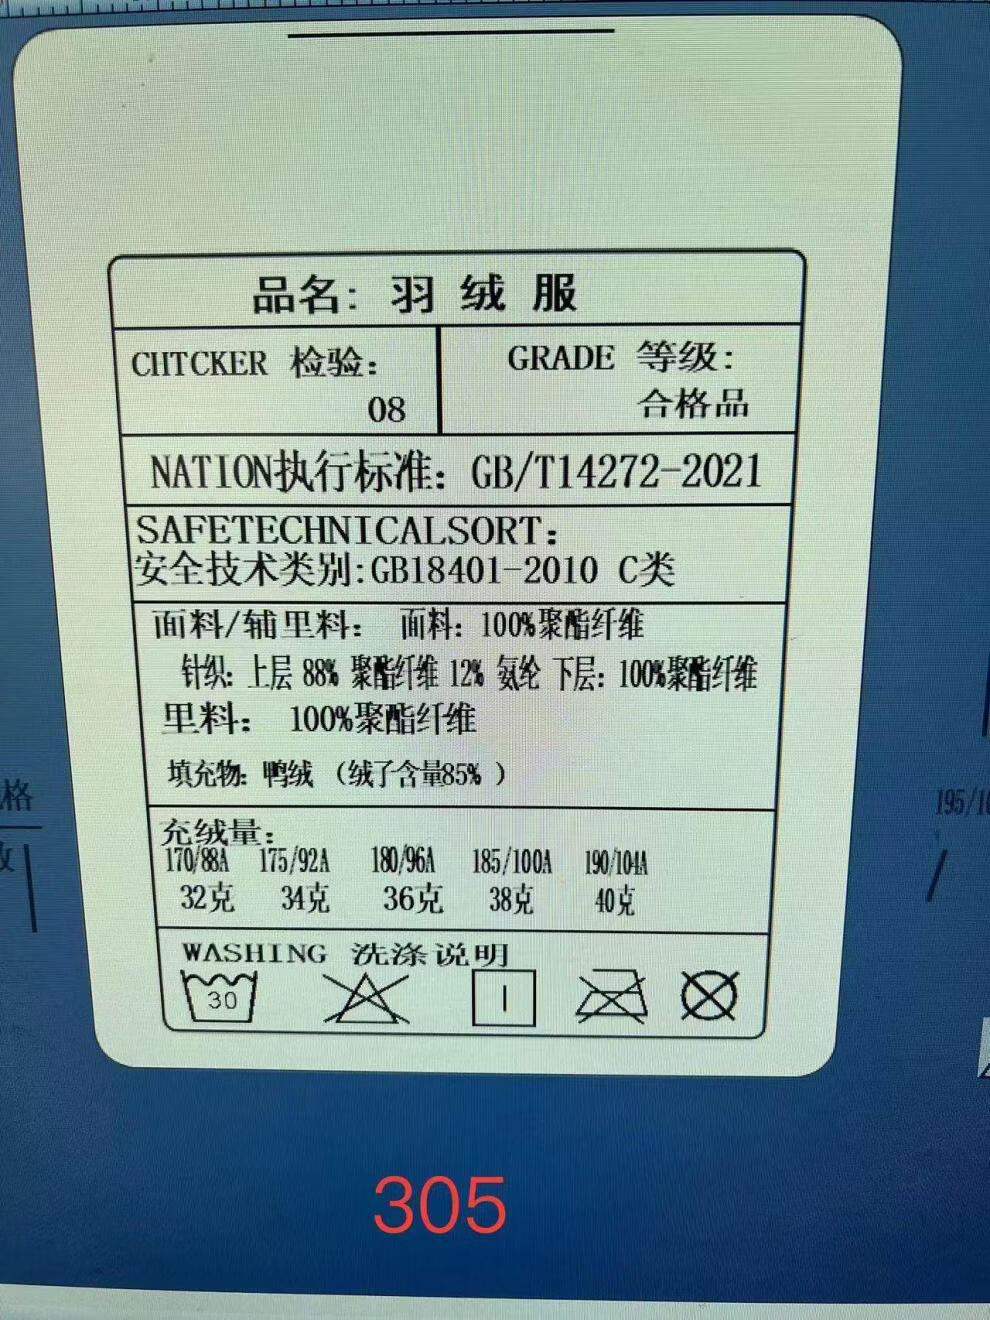 品名: 羽 绒 服
CHTCKER 检验:
08
GRADE 等级:
合格品
NATION执行标准: GB/T14272-2021
SAFETECHNICALSORT:
安全技术类别:GB18401-2010 C类
面料/辅里料: 面料: 100%聚酯纤维
针织: 上层 88% 聚酯纤维 12% 氨纶 下层: 100%聚酯纤维
里料: 100%聚酯纤维
填充物: 鸭绒 (绒了含量85% )
充绒量:
170/88A 175/92A 180/96A 185/100A 190/104A
32克 34克 36克 38克 40克
WASHING 洗涤说明
30
格
195/10
305